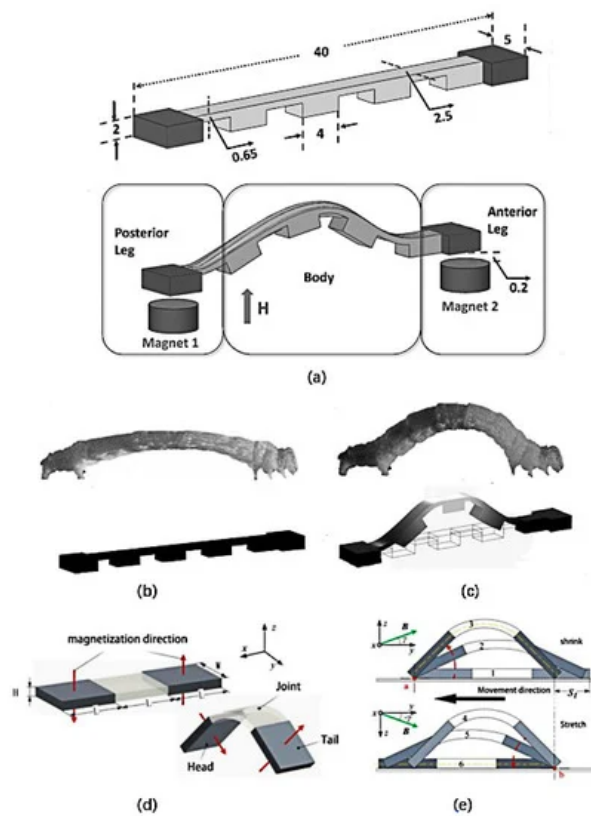 40
5
2
0.65
4
2.5
Posterior
Leg
Anterior
Leg
Body
0.2
H
Magnet 1
Magnet 2
(a)
(b)
(c)
magnetization direction
z
x
y
H
W
L
L
L
Joint
Head
Tail
(d)
z
B
γ
x
y
3
2
1
shrink
a
Movement direction
S_f
x
y
z
B
γ
4
5
6
Stretch
b
(e)